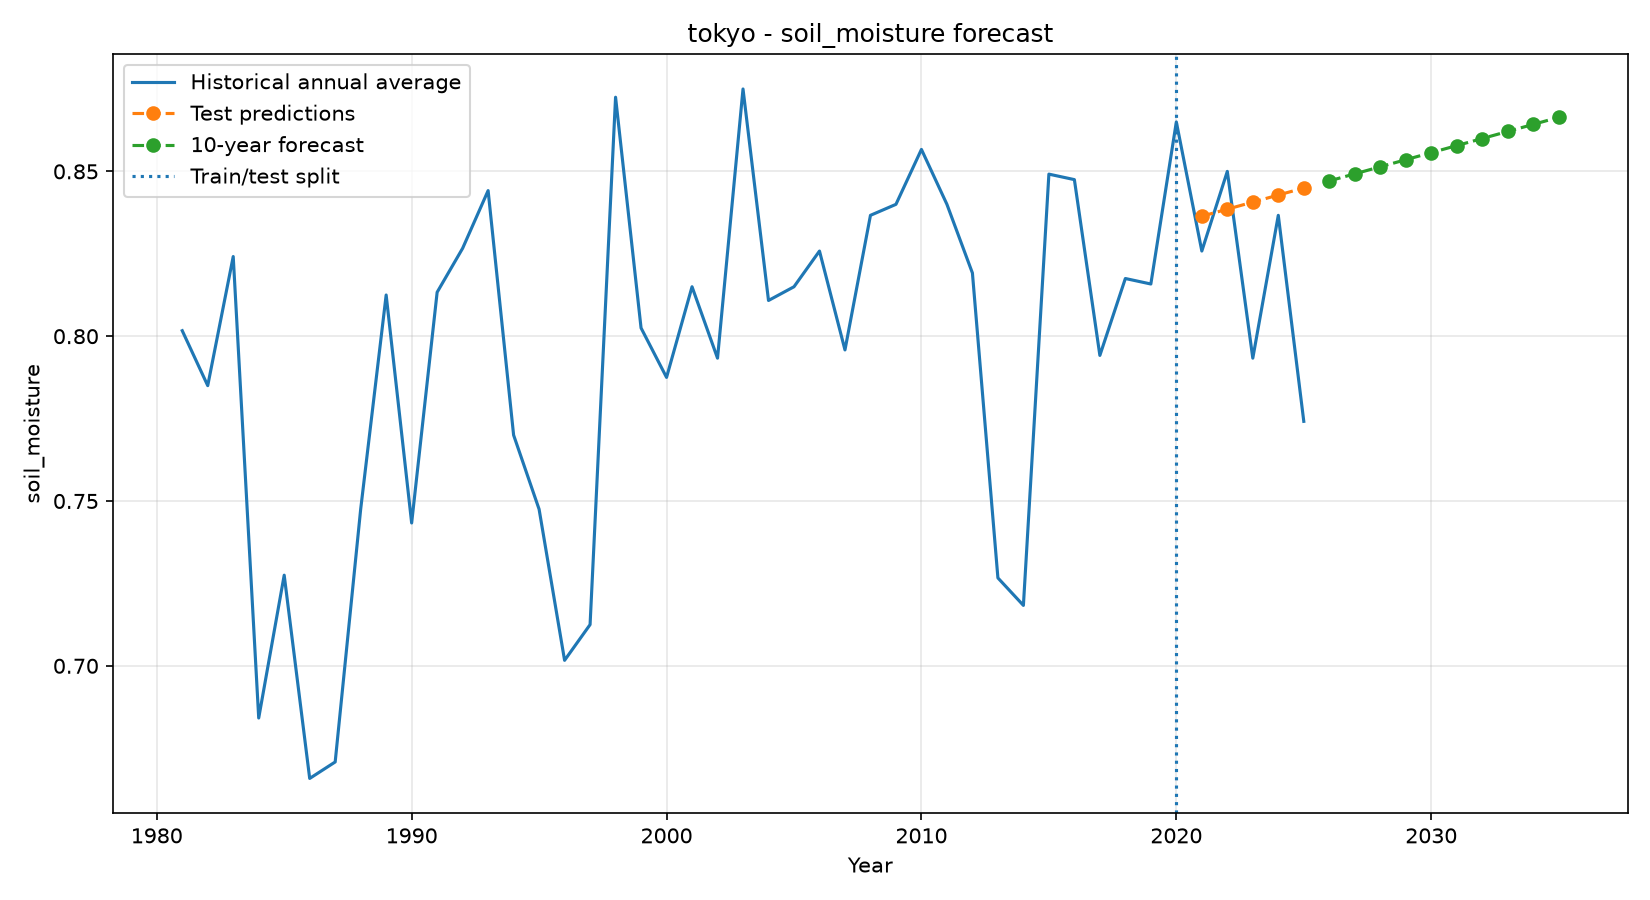 tokyo - soil_moisture forecast
Historical annual average
Test predictions
10-year forecast
Train/test split
soil_moisture
0.85
0.80
0.75
0.70
1980 1990 2000 2010 2020 2030
Year